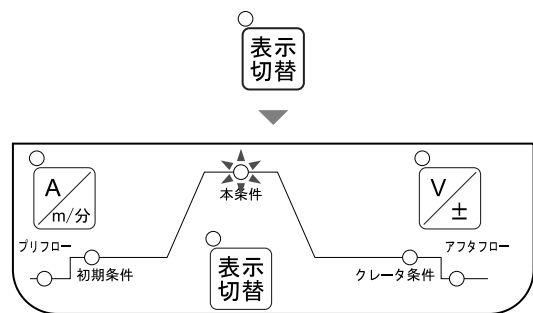 表示
切替
A
m/分
V
±
本条件
プリフロー
アフタフロー
初期条件
表示
切替
クレータ条件